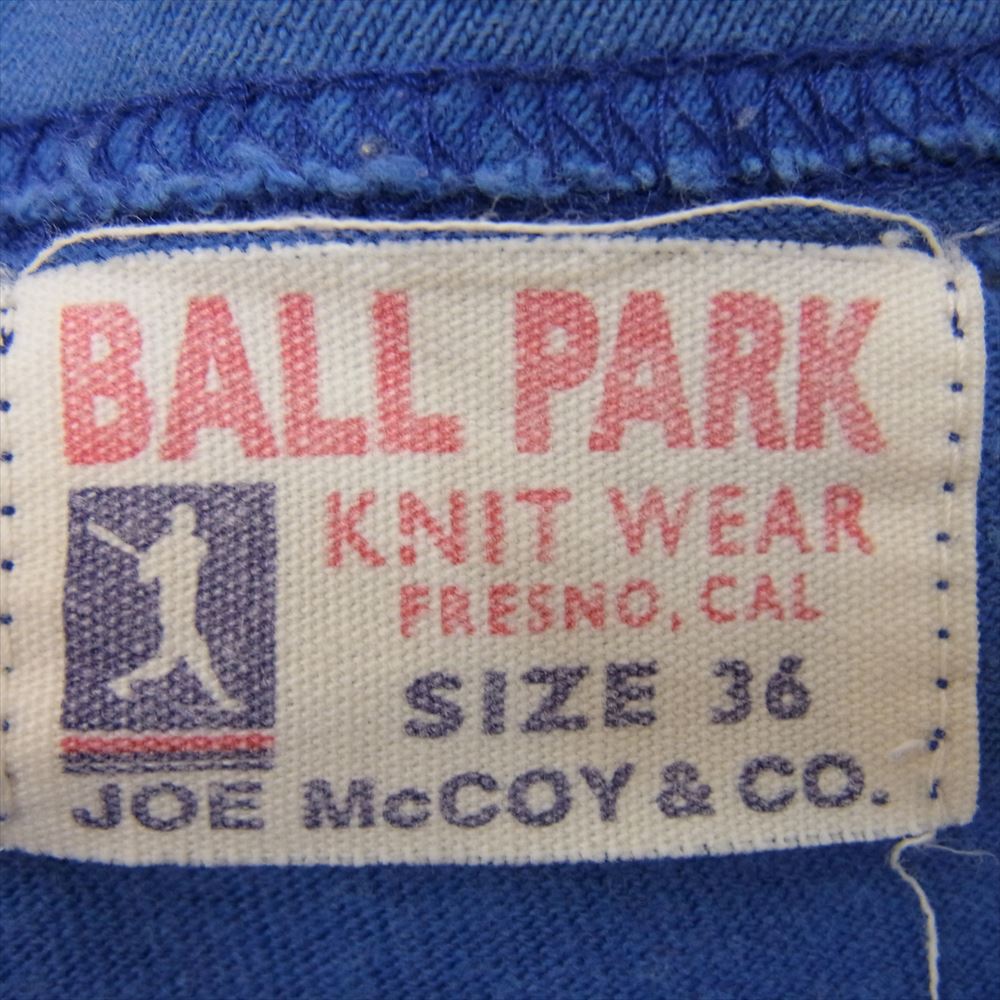 BALL PARK
KNIT WEAR
FRESNO, CAL
SIZE 36
JOE McCOY & CO.